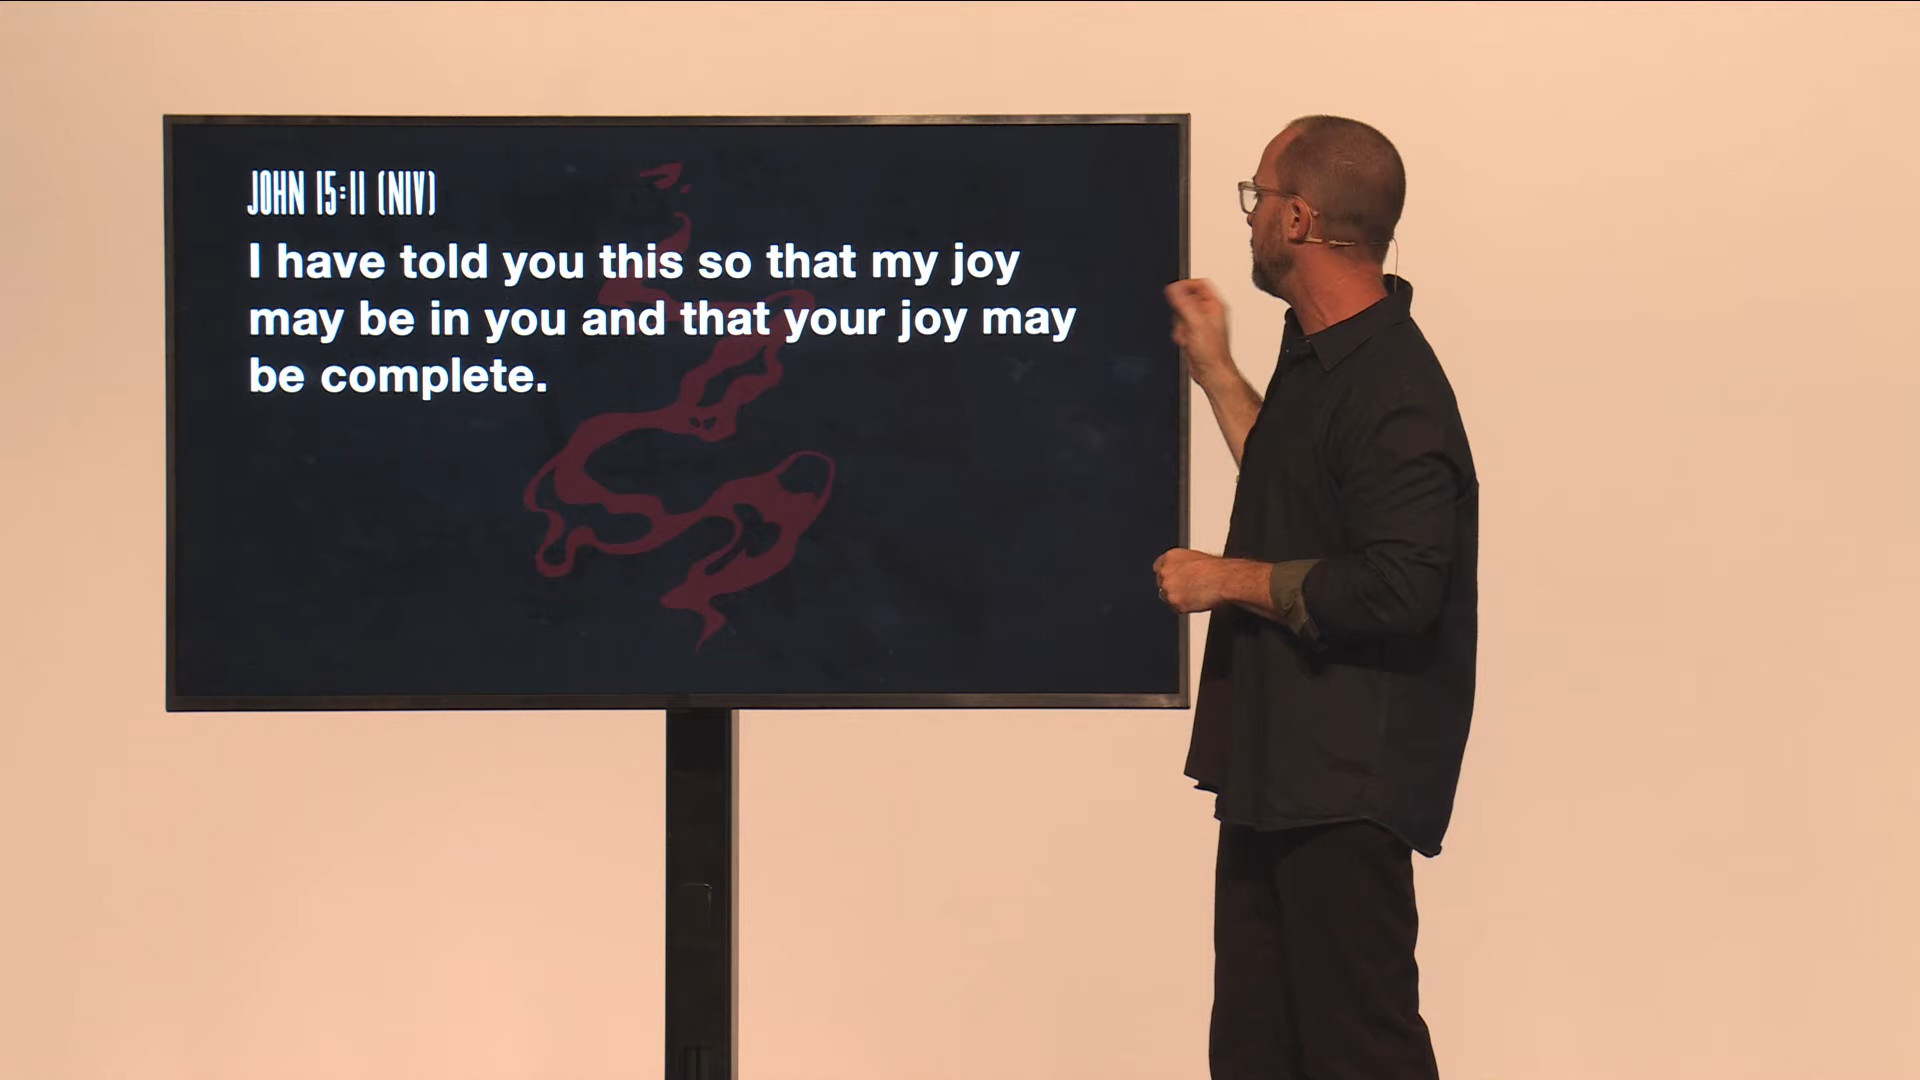 JOHN 15:11 (NIV)
I have told you this so that my joy
may be in you and that your joy may
be complete.